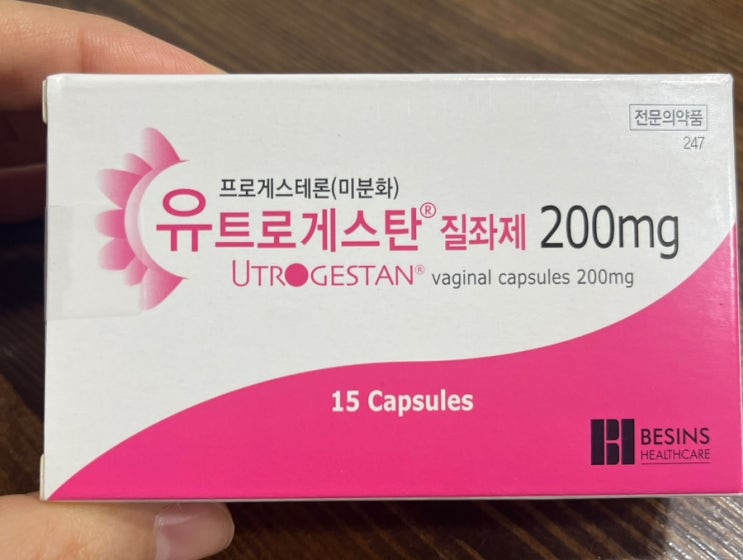 전문의약품
247
프로게스테론(미분화)
유트로게스탄® 질좌제 200mg
UTROGESTAN® vaginal capsules 200mg
15 Capsules
BESINS
HEALTHCARE